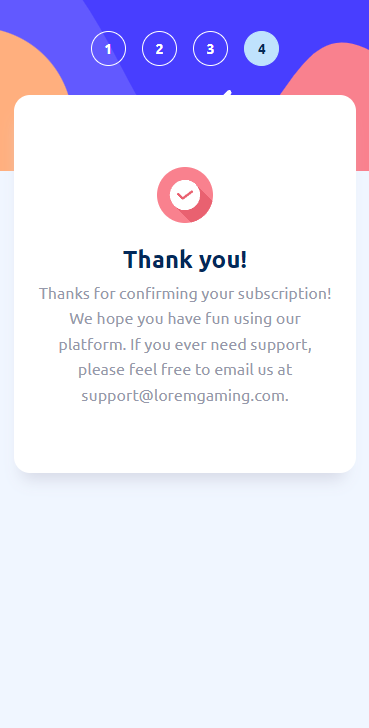 1 2 3 4
Thank you!
Thanks for confirming your subscription!
We hope you have fun using our
platform. If you ever need support,
please feel free to email us at
support@loremgaming.com.